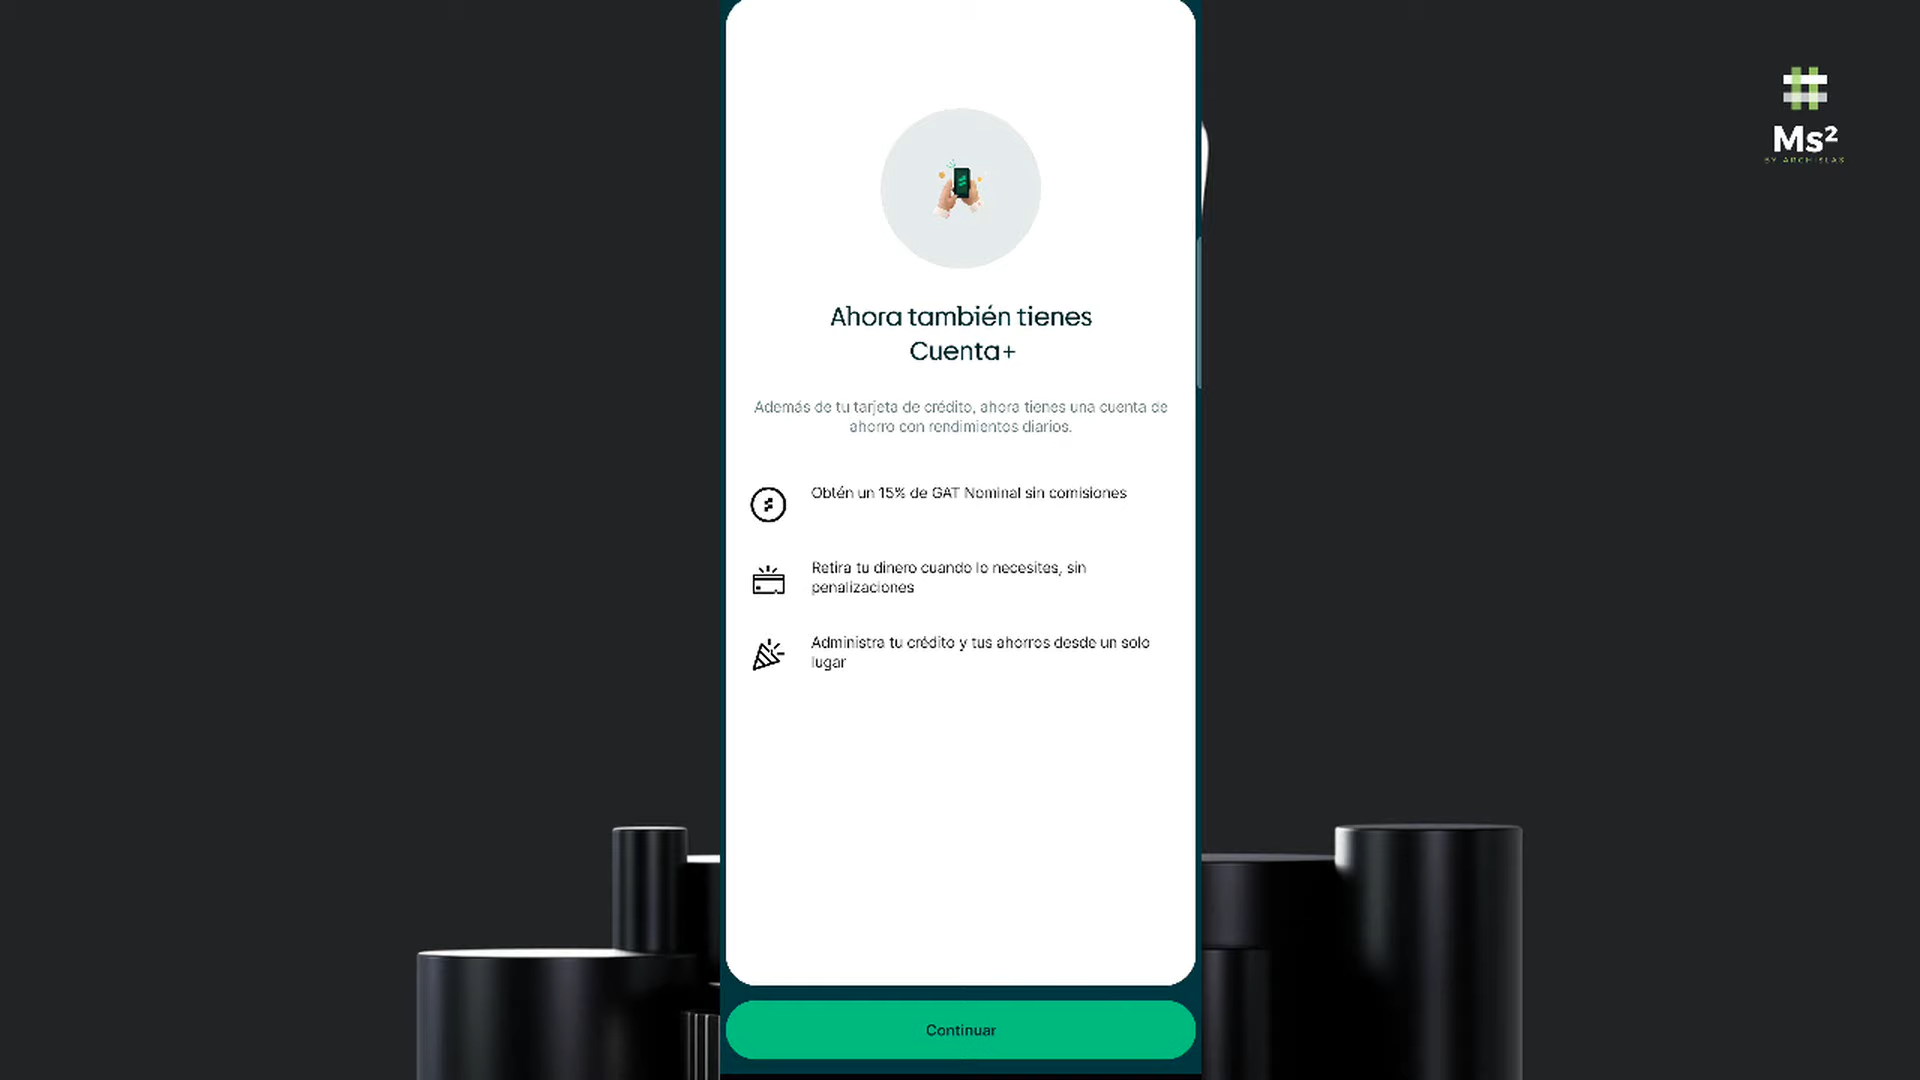 Ms²
BY ARCHISLAS
Ahora también tienes
Cuenta+
Además de tu tarjeta de crédito, ahora tienes una cuenta de
ahorro con rendimientos diarios.
Obtén un 15% de GAT Nominal sin comisiones
Retira tu dinero cuando lo necesites, sin
penalizaciones
Administra tu crédito y tus ahorros desde un solo
lugar
Continuar